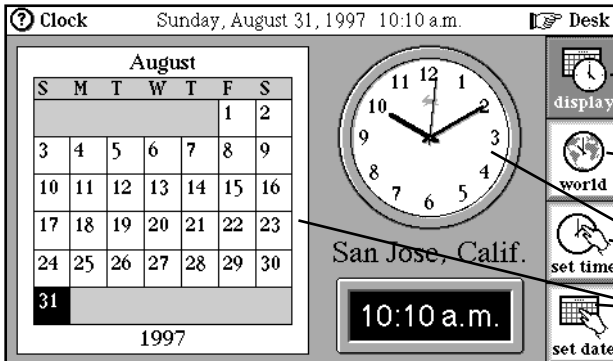 ? Clock Sunday, August 31, 1997 10:10 a.m. Desk
August
S M T W T F S
1 2
3 4 5 6 7 8 9
10 11 12 13 14 15 16
17 18 19 20 21 22 23
24 25 26 27 28 29 30
31
1997
12
11 1
10 2
9 3
8 4
7 5
6
San Jose, Calif.
10:10 a.m.
display
world
set time
set date